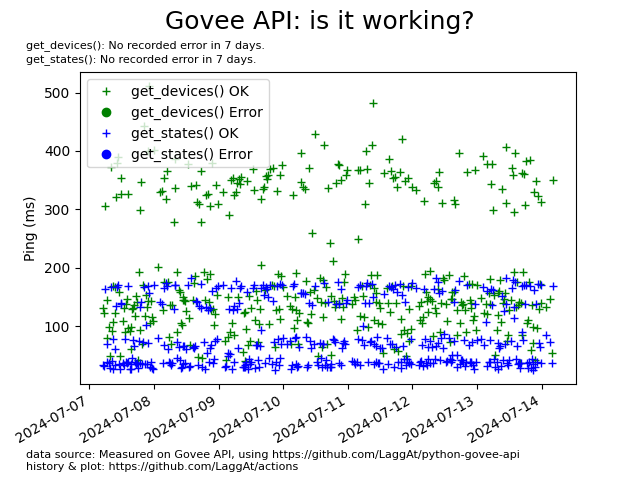 Govee API: is it working?
get_devices(): No recorded error in 7 days.
get_states(): No recorded error in 7 days.
get_devices() OK
get_devices() Error
get_states() OK
get_states() Error
500
400
300
200
100
Ping (ms)
2024-07-07
2024-07-08
2024-07-09
2024-07-10
2024-07-11
2024-07-12
2024-07-13
2024-07-14
data source: Measured on Govee API, using https://github.com/LaggAt/python-govee-api
history & plot: https://github.com/LaggAt/actions